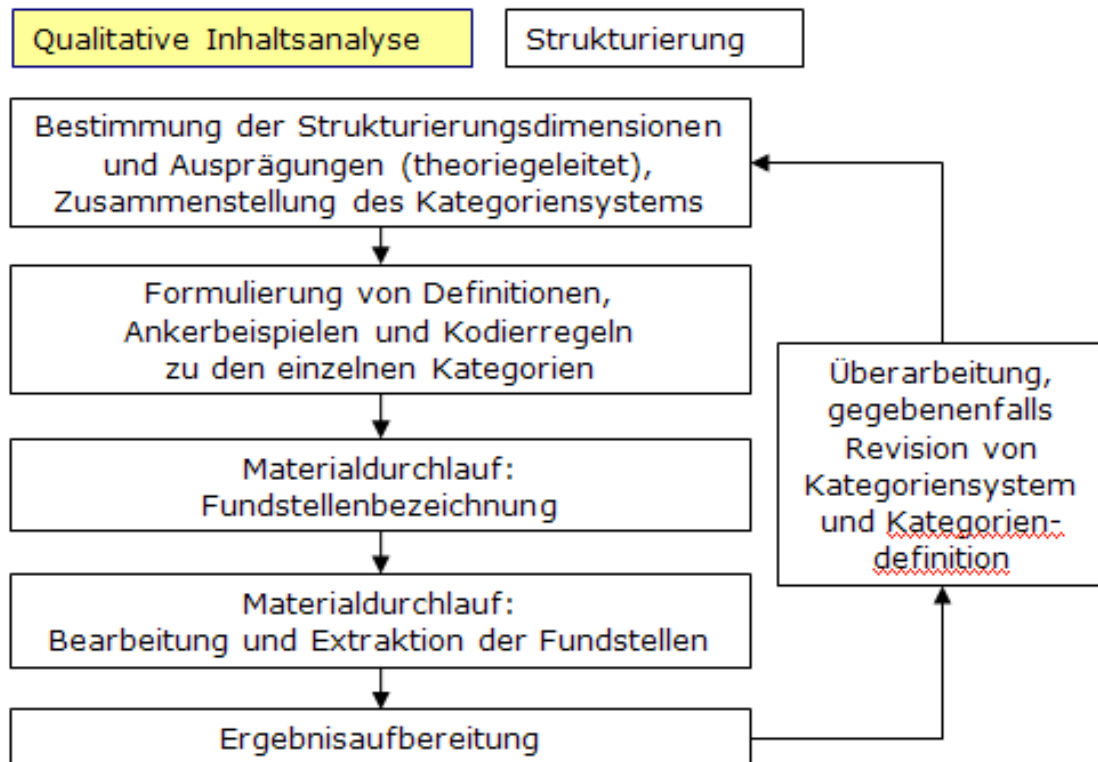 Qualitative Inhaltsanalyse
Strukturierung
Bestimmung der Strukturierungsdimensionen
und Ausprägungen (theoriegeleitet),
Zusammenstellung des Kategoriensystems
Formulierung von Definitionen,
Ankerbeispielen und Kodierregeln
zu den einzelnen Kategorien
Materialdurchlauf:
Fundstellenbezeichnung
Materialdurchlauf:
Bearbeitung und Extraktion der Fundstellen
Ergebnisaufbereitung
Überarbeitung,
gegebenenfalls
Revision von
Kategoriensystem
und Kategorien-
definition